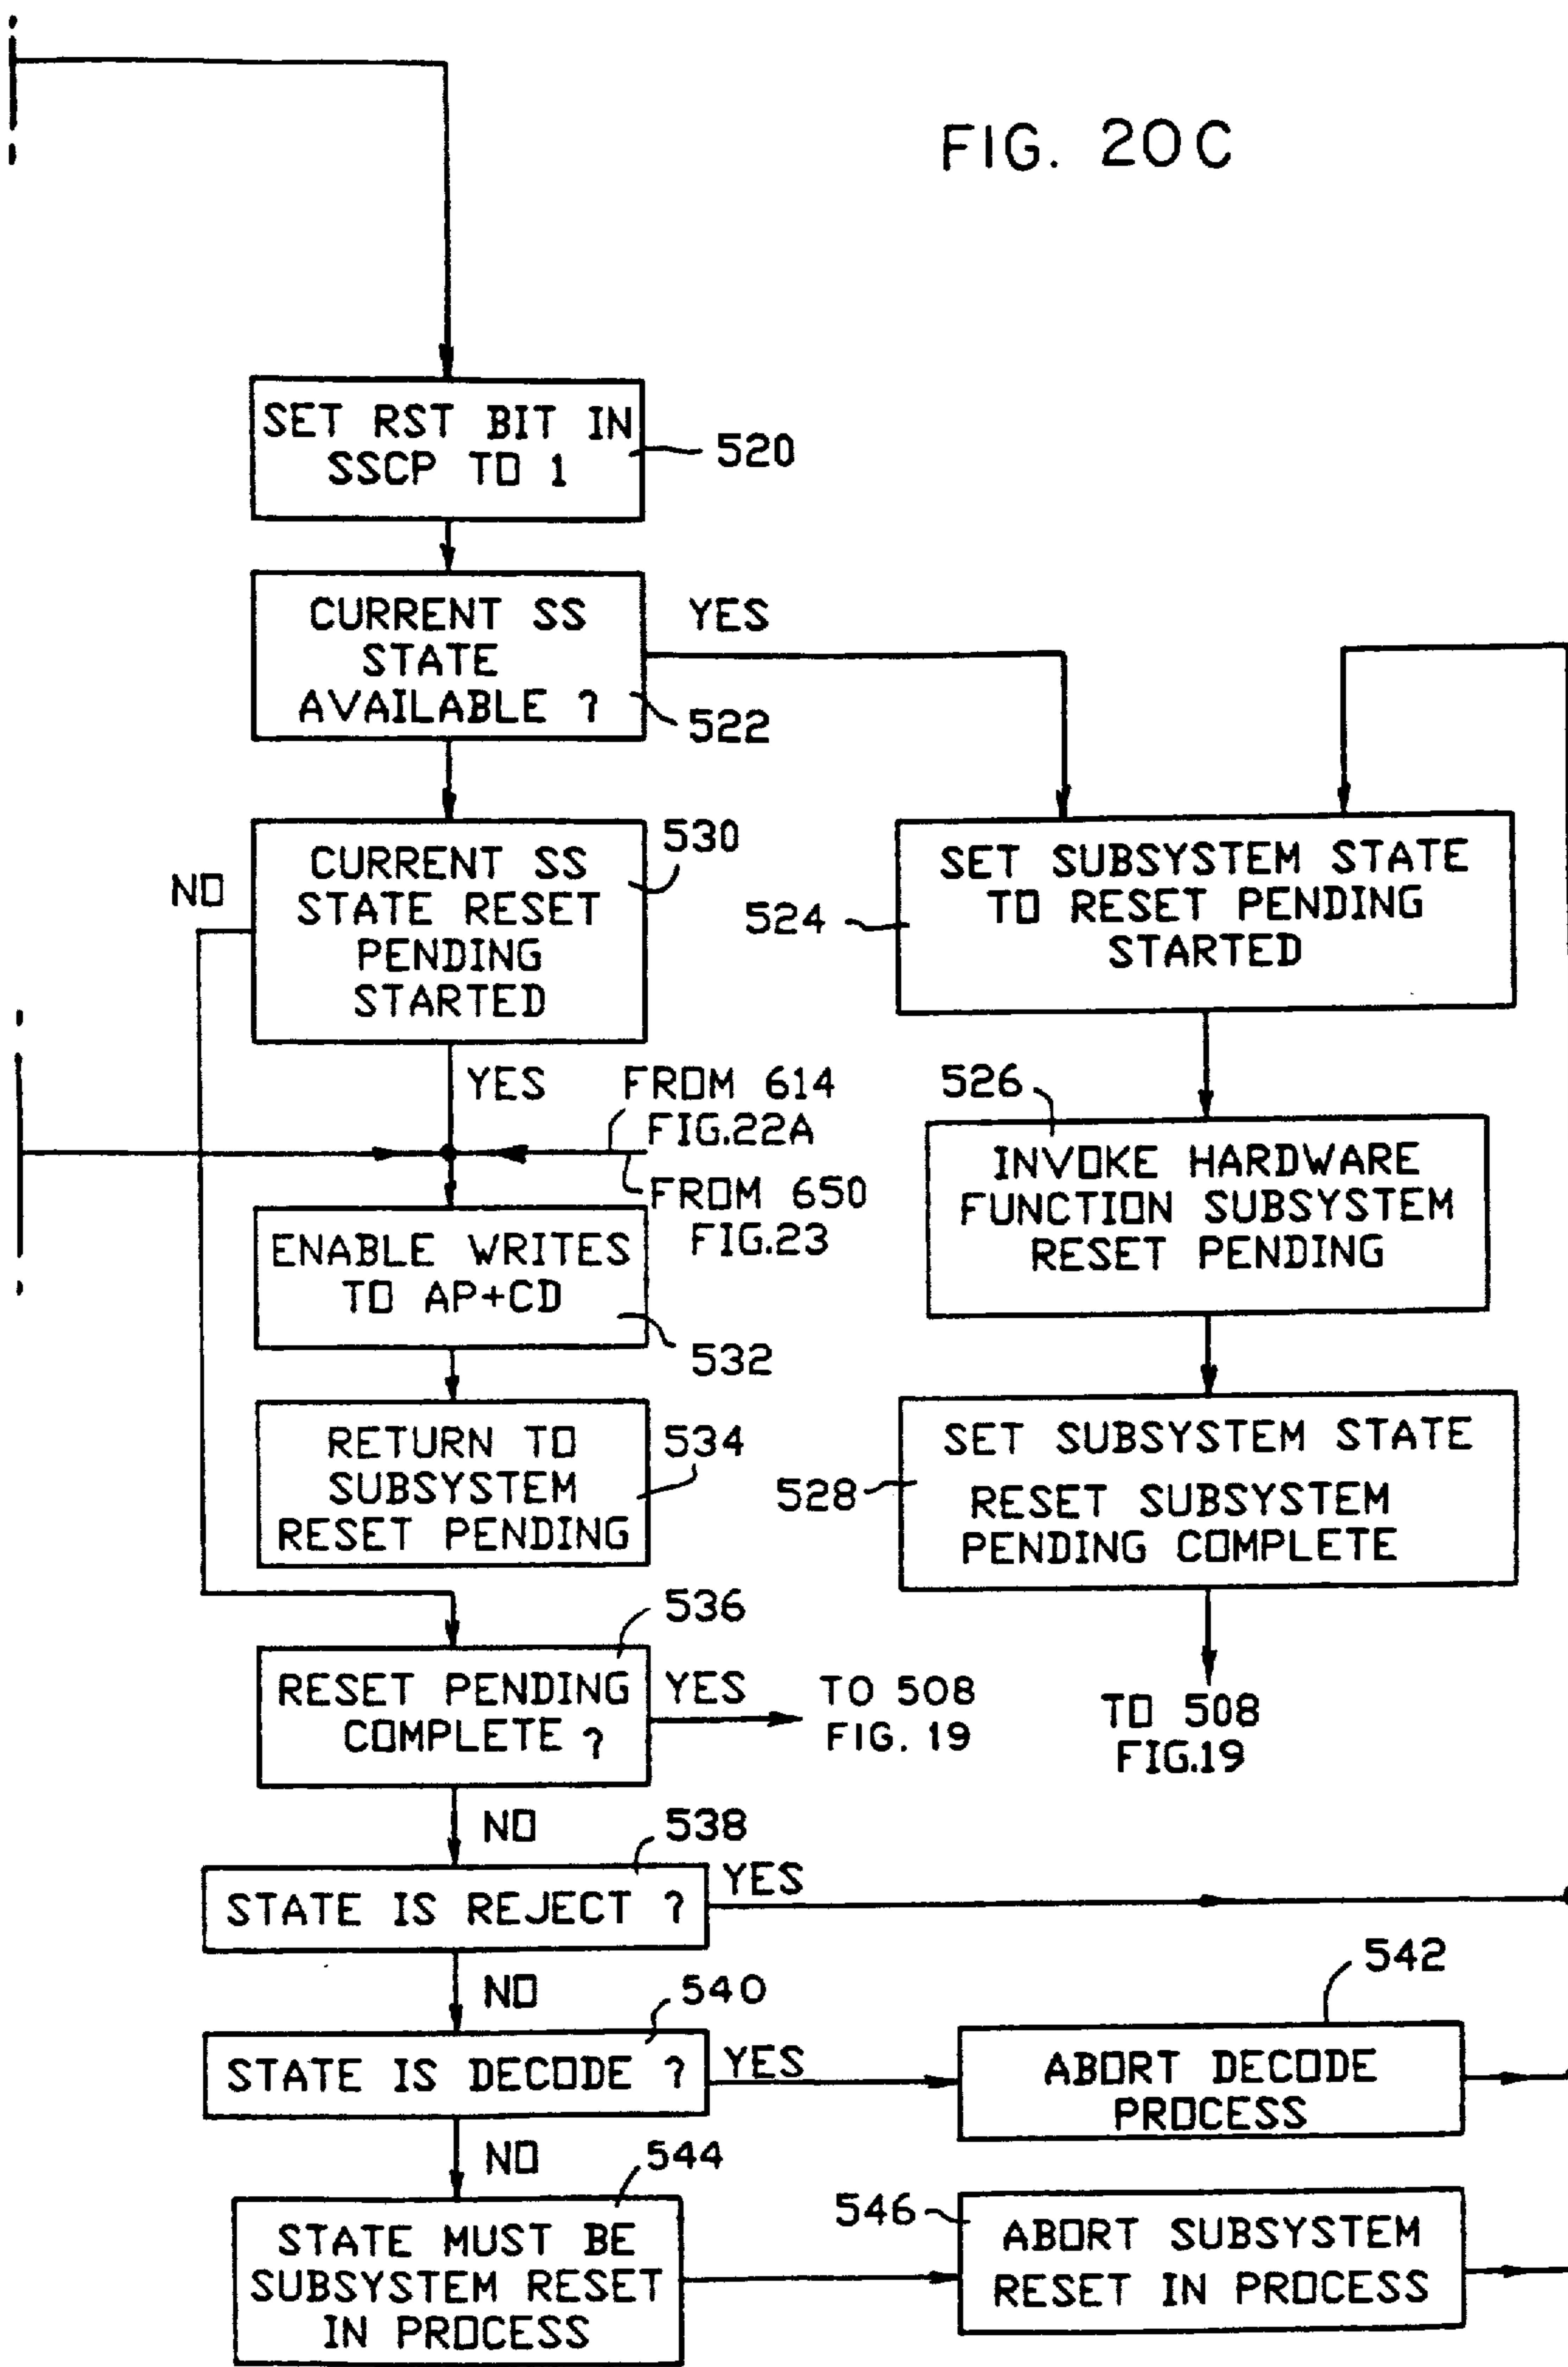 FIG. 20C
SET RST BIT IN
SSCP TO 1
520
CURRENT SS
STATE
AVAILABLE ?
YES
522
CURRENT SS
STATE RESET
PENDING
STARTED
530
NO
YES
SET SUBSYSTEM STATE
TO RESET PENDING
STARTED
524
FROM 614
FIG.22A
FROM 650
FIG.23
526
INVOKE HARDWARE
FUNCTION SUBSYSTEM
RESET PENDING
ENABLE WRITES
TO AP+CD
532
RETURN TO
SUBSYSTEM
RESET PENDING
534
SET SUBSYSTEM STATE
RESET SUBSYSTEM
PENDING COMPLETE
528
536
RESET PENDING
COMPLETE ?
YES
TO 508
FIG. 19
TO 508
FIG.19
NO
538
STATE IS REJECT ?
YES
NO
540
STATE IS DECODE ?
YES
542
ABORT DECODE
PROCESS
NO
544
STATE MUST BE
SUBSYSTEM RESET
IN PROCESS
546
ABORT SUBSYSTEM
RESET IN PROCESS